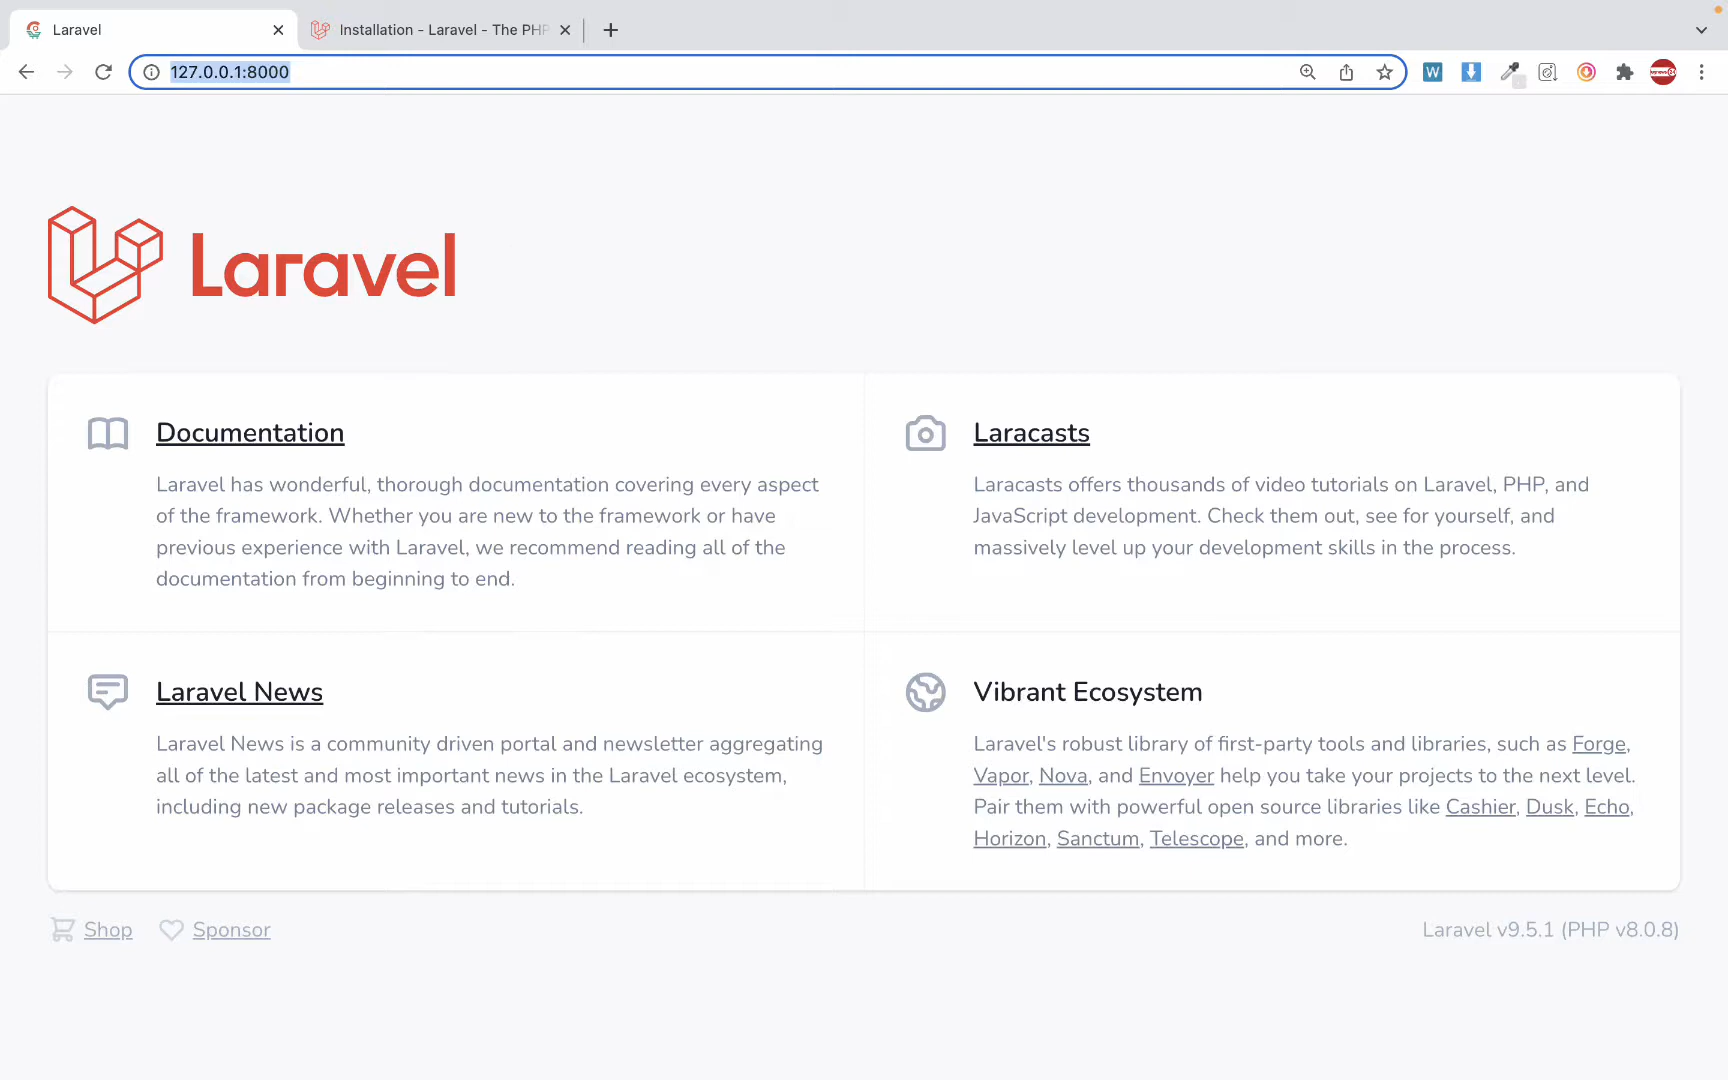 Laravel
Installation - Laravel - The PHP
127.0.0.1:8000
W
Laravel
Documentation
Laravel has wonderful, thorough documentation covering every aspect
of the framework. Whether you are new to the framework or have
previous experience with Laravel, we recommend reading all of the
documentation from beginning to end.
Laracasts
Laracasts offers thousands of video tutorials on Laravel, PHP, and
JavaScript development. Check them out, see for yourself, and
massively level up your development skills in the process.
Laravel News
Laravel News is a community driven portal and newsletter aggregating
all of the latest and most important news in the Laravel ecosystem,
including new package releases and tutorials.
Vibrant Ecosystem
Laravel's robust library of first-party tools and libraries, such as Forge,
Vapor, Nova, and Envoyer help you take your projects to the next level.
Pair them with powerful open source libraries like Cashier, Dusk, Echo,
Horizon, Sanctum, Telescope, and more.
Shop
Sponsor
Laravel v9.5.1 (PHP v8.0.8)